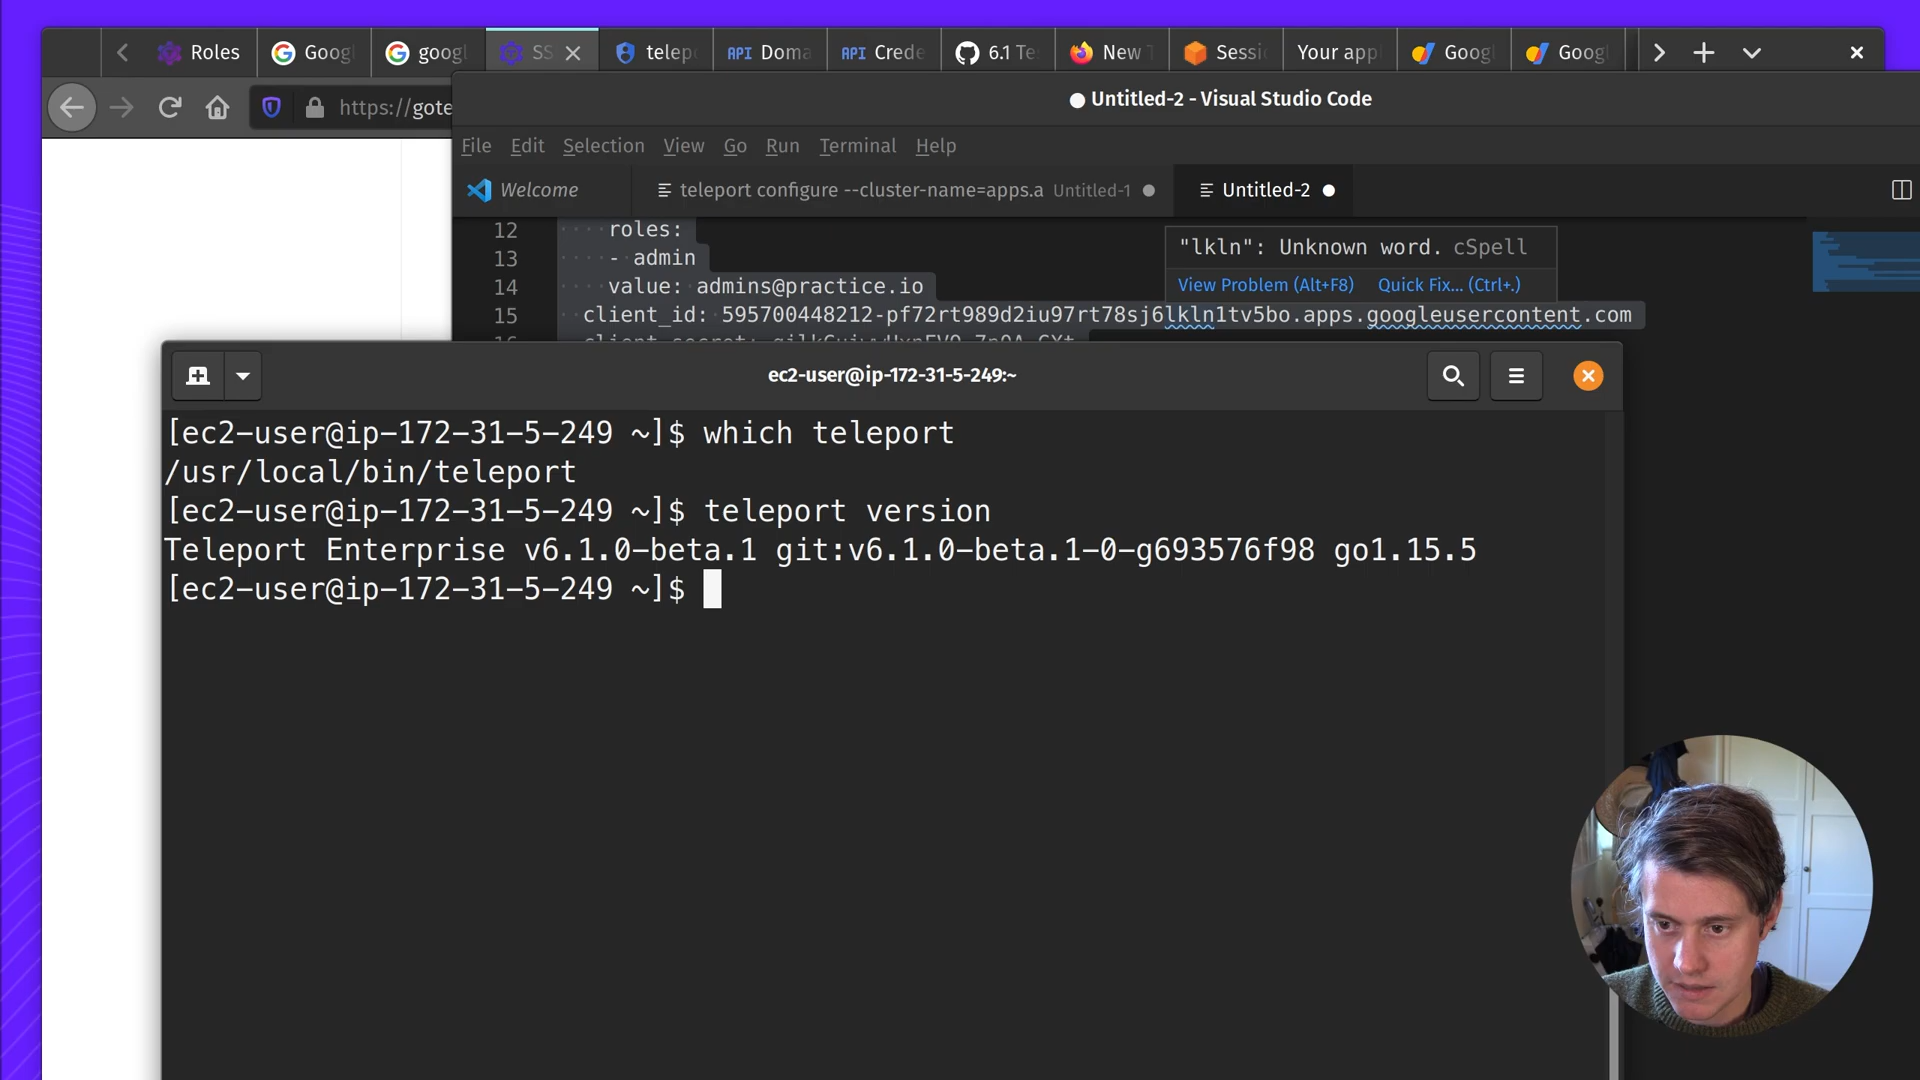 Roles
Goog
goog
SS
telep
API Doma
API Crede
6.1 Te
New T
Sessi
Your appl
Goog
Goog
https://gote
Untitled-2 - Visual Studio Code
File Edit Selection View Go Run Terminal Help
Welcome
teleport configure --cluster-name=apps.a Untitled-1
Untitled-2
12 roles:
13 - admin
14 value: admins@practice.io
15 client_id: 595700448212-pf72rt989d2iu97rt78sj6lkln1tv5bo.apps.googleusercontent.com
"lkln": Unknown word. cSpell
View Problem (Alt+F8) Quick Fix... (Ctrl+.)
ec2-user@ip-172-31-5-249:~
[ec2-user@ip-172-31-5-249 ~]$ which teleport
/usr/local/bin/teleport
[ec2-user@ip-172-31-5-249 ~]$ teleport version
Teleport Enterprise v6.1.0-beta.1 git:v6.1.0-beta.1-0-g693576f98 go1.15.5
[ec2-user@ip-172-31-5-249 ~]$